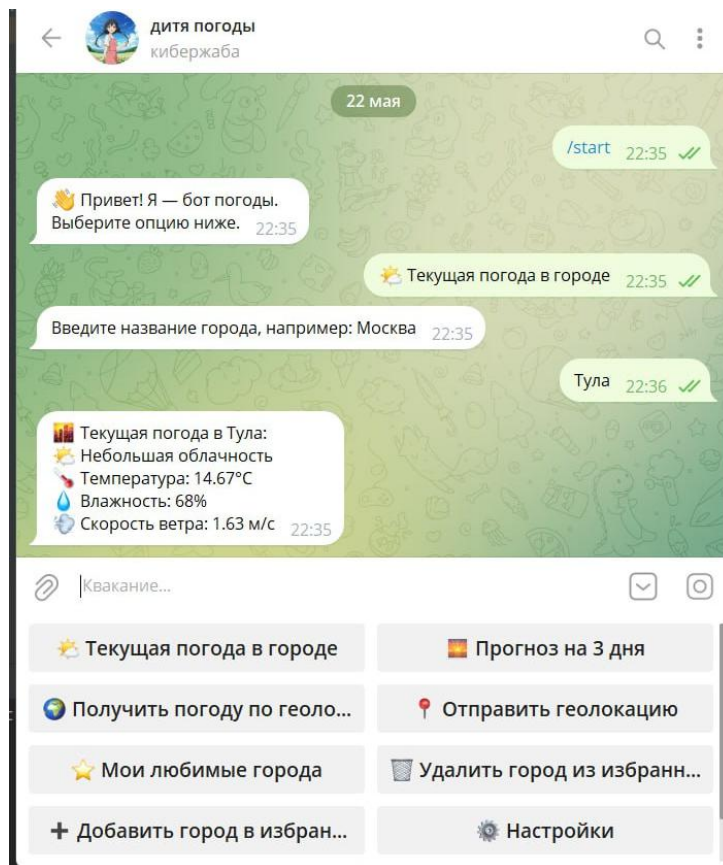 дитя погоды
кибержаба
22 мая
/start 22:35
👋 Привет! Я — бот погоды.
Выберите опцию ниже. 22:35
🌤 Текущая погода в городе 22:35
Введите название города, например: Москва 22:35
Тула 22:36
🌇 Текущая погода в Тула:
🌤 Небольшая облачность
🌡 Температура: 14.67°C
💧 Влажность: 68%
💨 Скорость ветра: 1.63 м/с 22:35
Квакание...
🌤 Текущая погода в городе
🌅 Прогноз на 3 дня
🌍 Получить погоду по геоло...
📍 Отправить геолокацию
⭐ Мои любимые города
🗑 Удалить город из избранн...
➕ Добавить город в избран...
⚙ Настройки